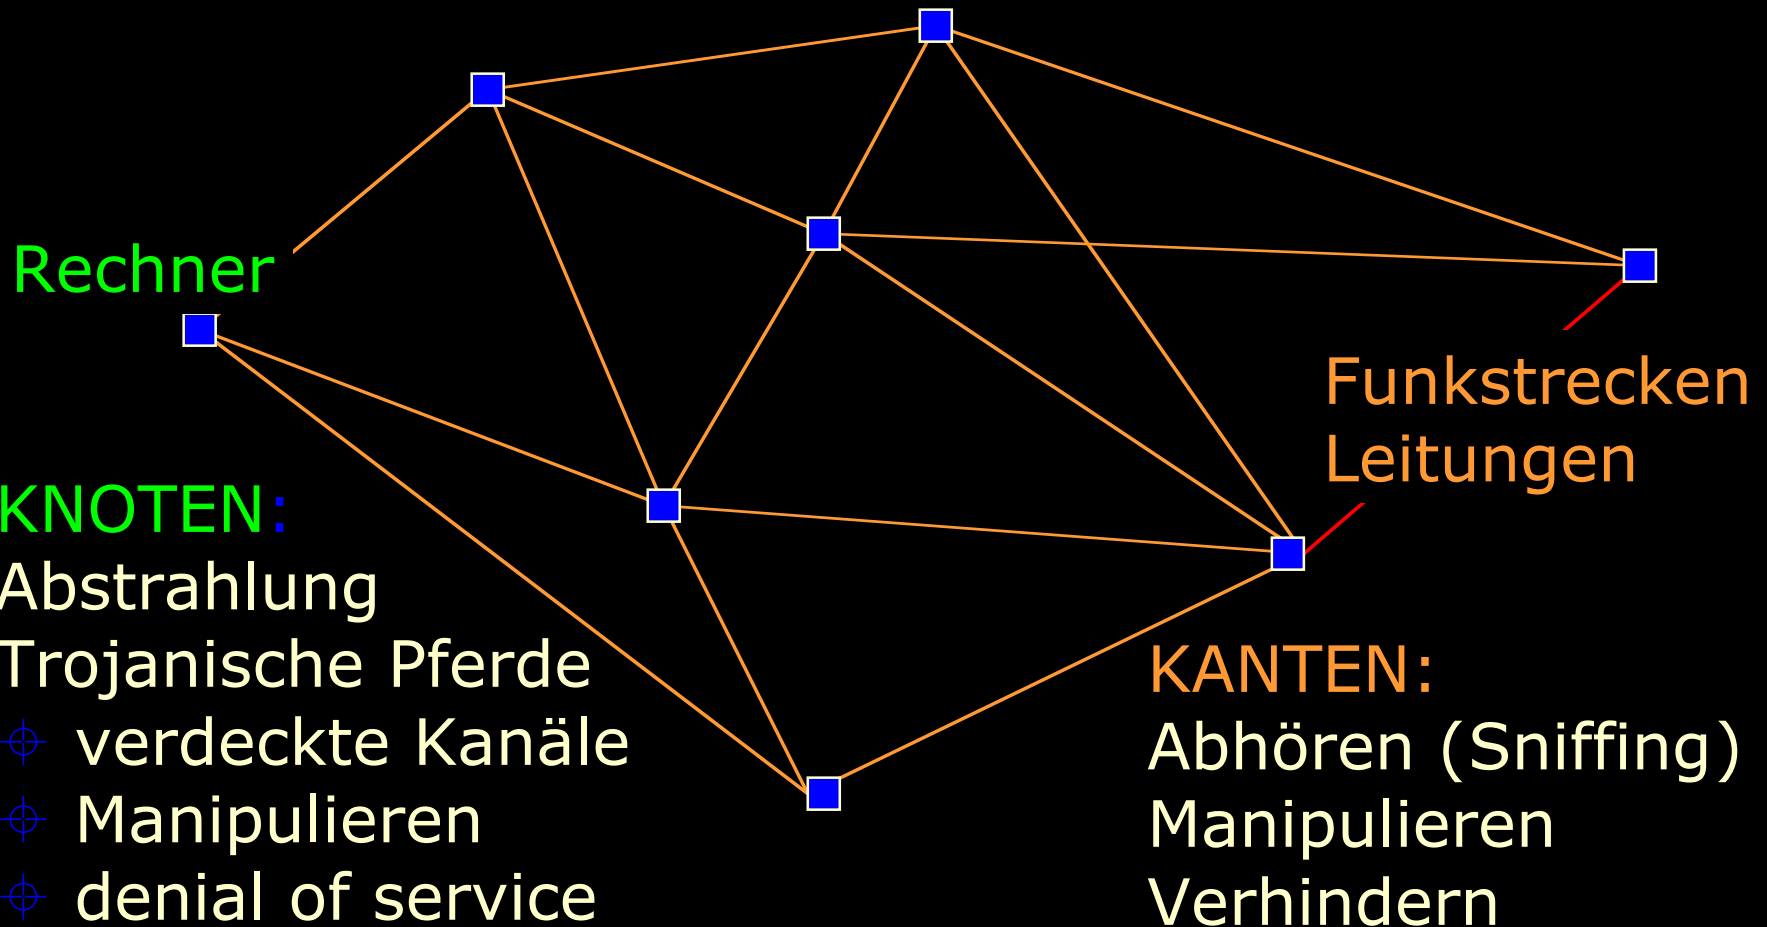 Rechner
Funkstrecken
Leitungen
KNOTEN:
Abstrahlung
Trojanische Pferde
verdeckte Kanäle
Manipulieren
denial of service
KANTEN:
Abhören (Sniffing)
Manipulieren
Verhindern